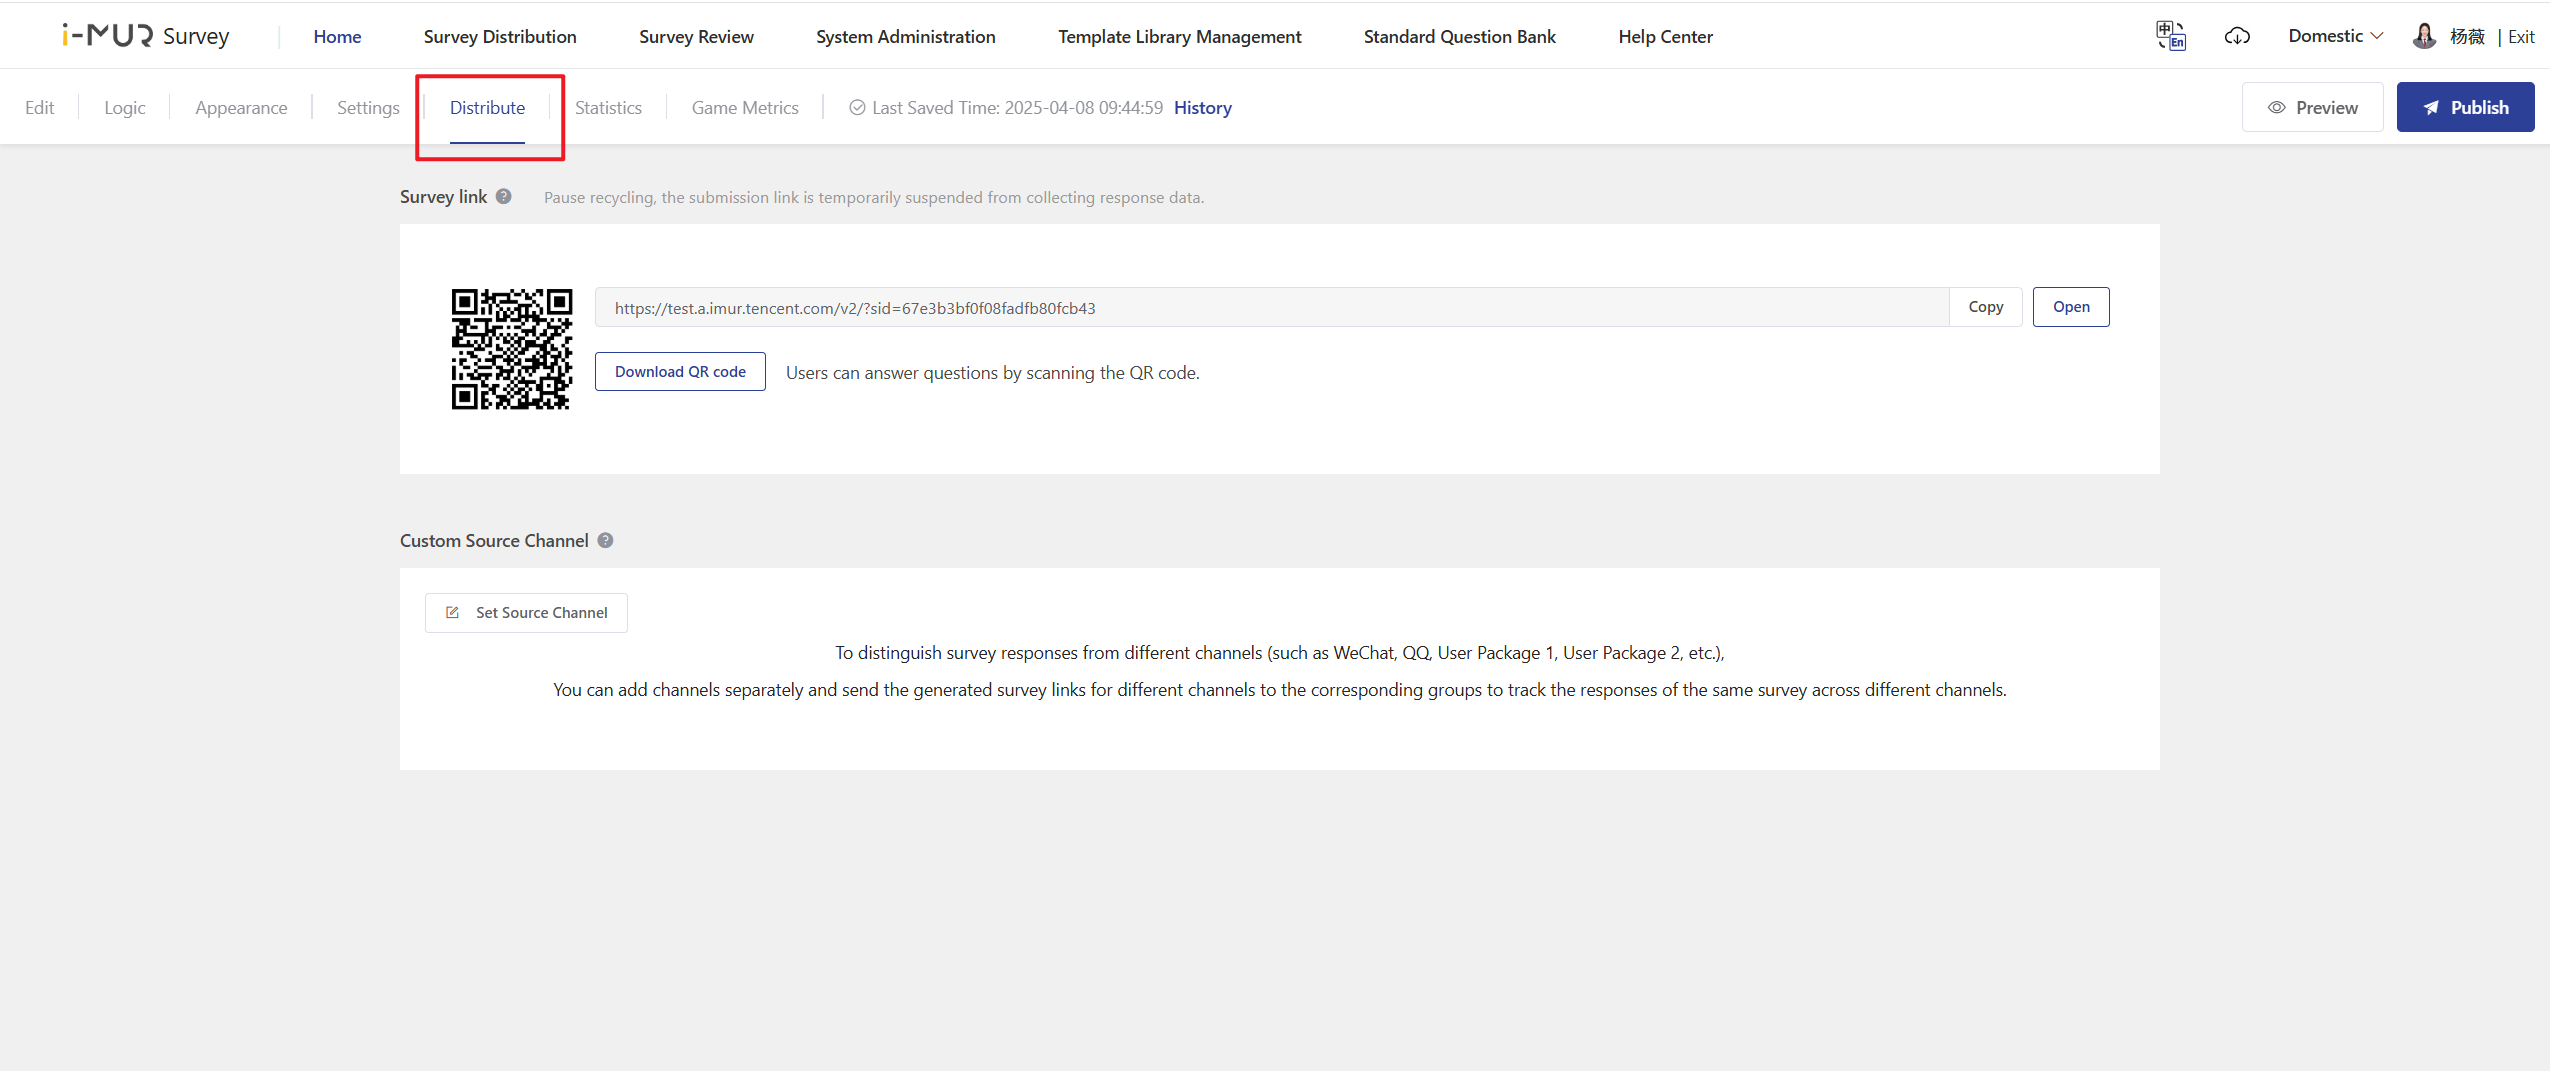 i-MUR Survey Home Survey Distribution Survey Review System Administration Template Library Management Standard Question Bank Help Center 中 En Domestic 杨薇 | Exit
Edit Logic Appearance Settings Distribute Statistics Game Metrics Last Saved Time: 2025-04-08 09:44:59 History Preview Publish
Survey link ? Pause recycling, the submission link is temporarily suspended from collecting response data.
https://test.a.imur.tencent.com/v2/?sid=67e3b3bf0f08fadfb80fcb43 Copy Open
Download QR code Users can answer questions by scanning the QR code.
Custom Source Channel ?
Set Source Channel
To distinguish survey responses from different channels (such as WeChat, QQ, User Package 1, User Package 2, etc.),
You can add channels separately and send the generated survey links for different channels to the corresponding groups to track the responses of the same survey across different channels.